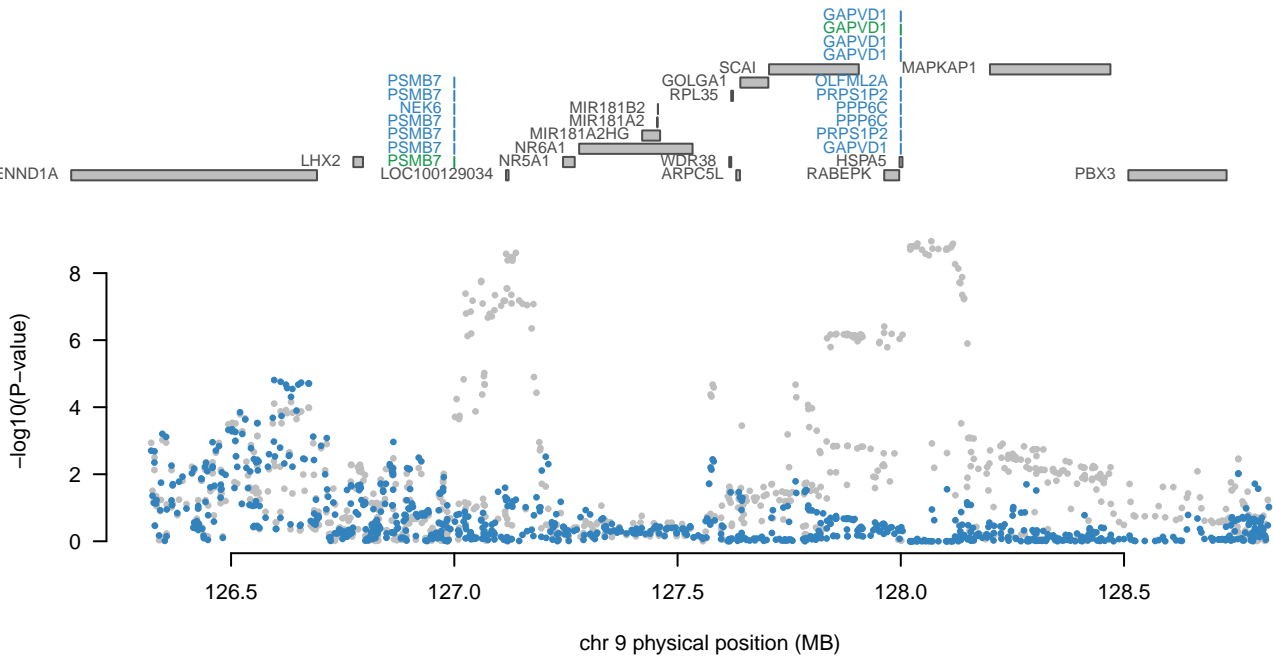 GAPVD1
GAPVD1
GAPVD1
GAPVD1
SCAI MAPKAP1
PSMB7 GOLGA1 OLFML2A
PSMB7 RPL35 PRPS1P2
NEK6 MIR181B2 PPP6C
PSMB7 MIR181A2 PPP6C
PSMB7 MIR181A2HG PRPS1P2
PSMB7 NR6A1 GAPVD1
LHX2 PSMB7 NR5A1 WDR38 HSPA5
ENND1A LOC100129034 ARPC5L RABEPK PBX3
8
6
4
2
0
−log10(P−value)
126.5 127.0 127.5 128.0 128.5
chr 9 physical position (MB)